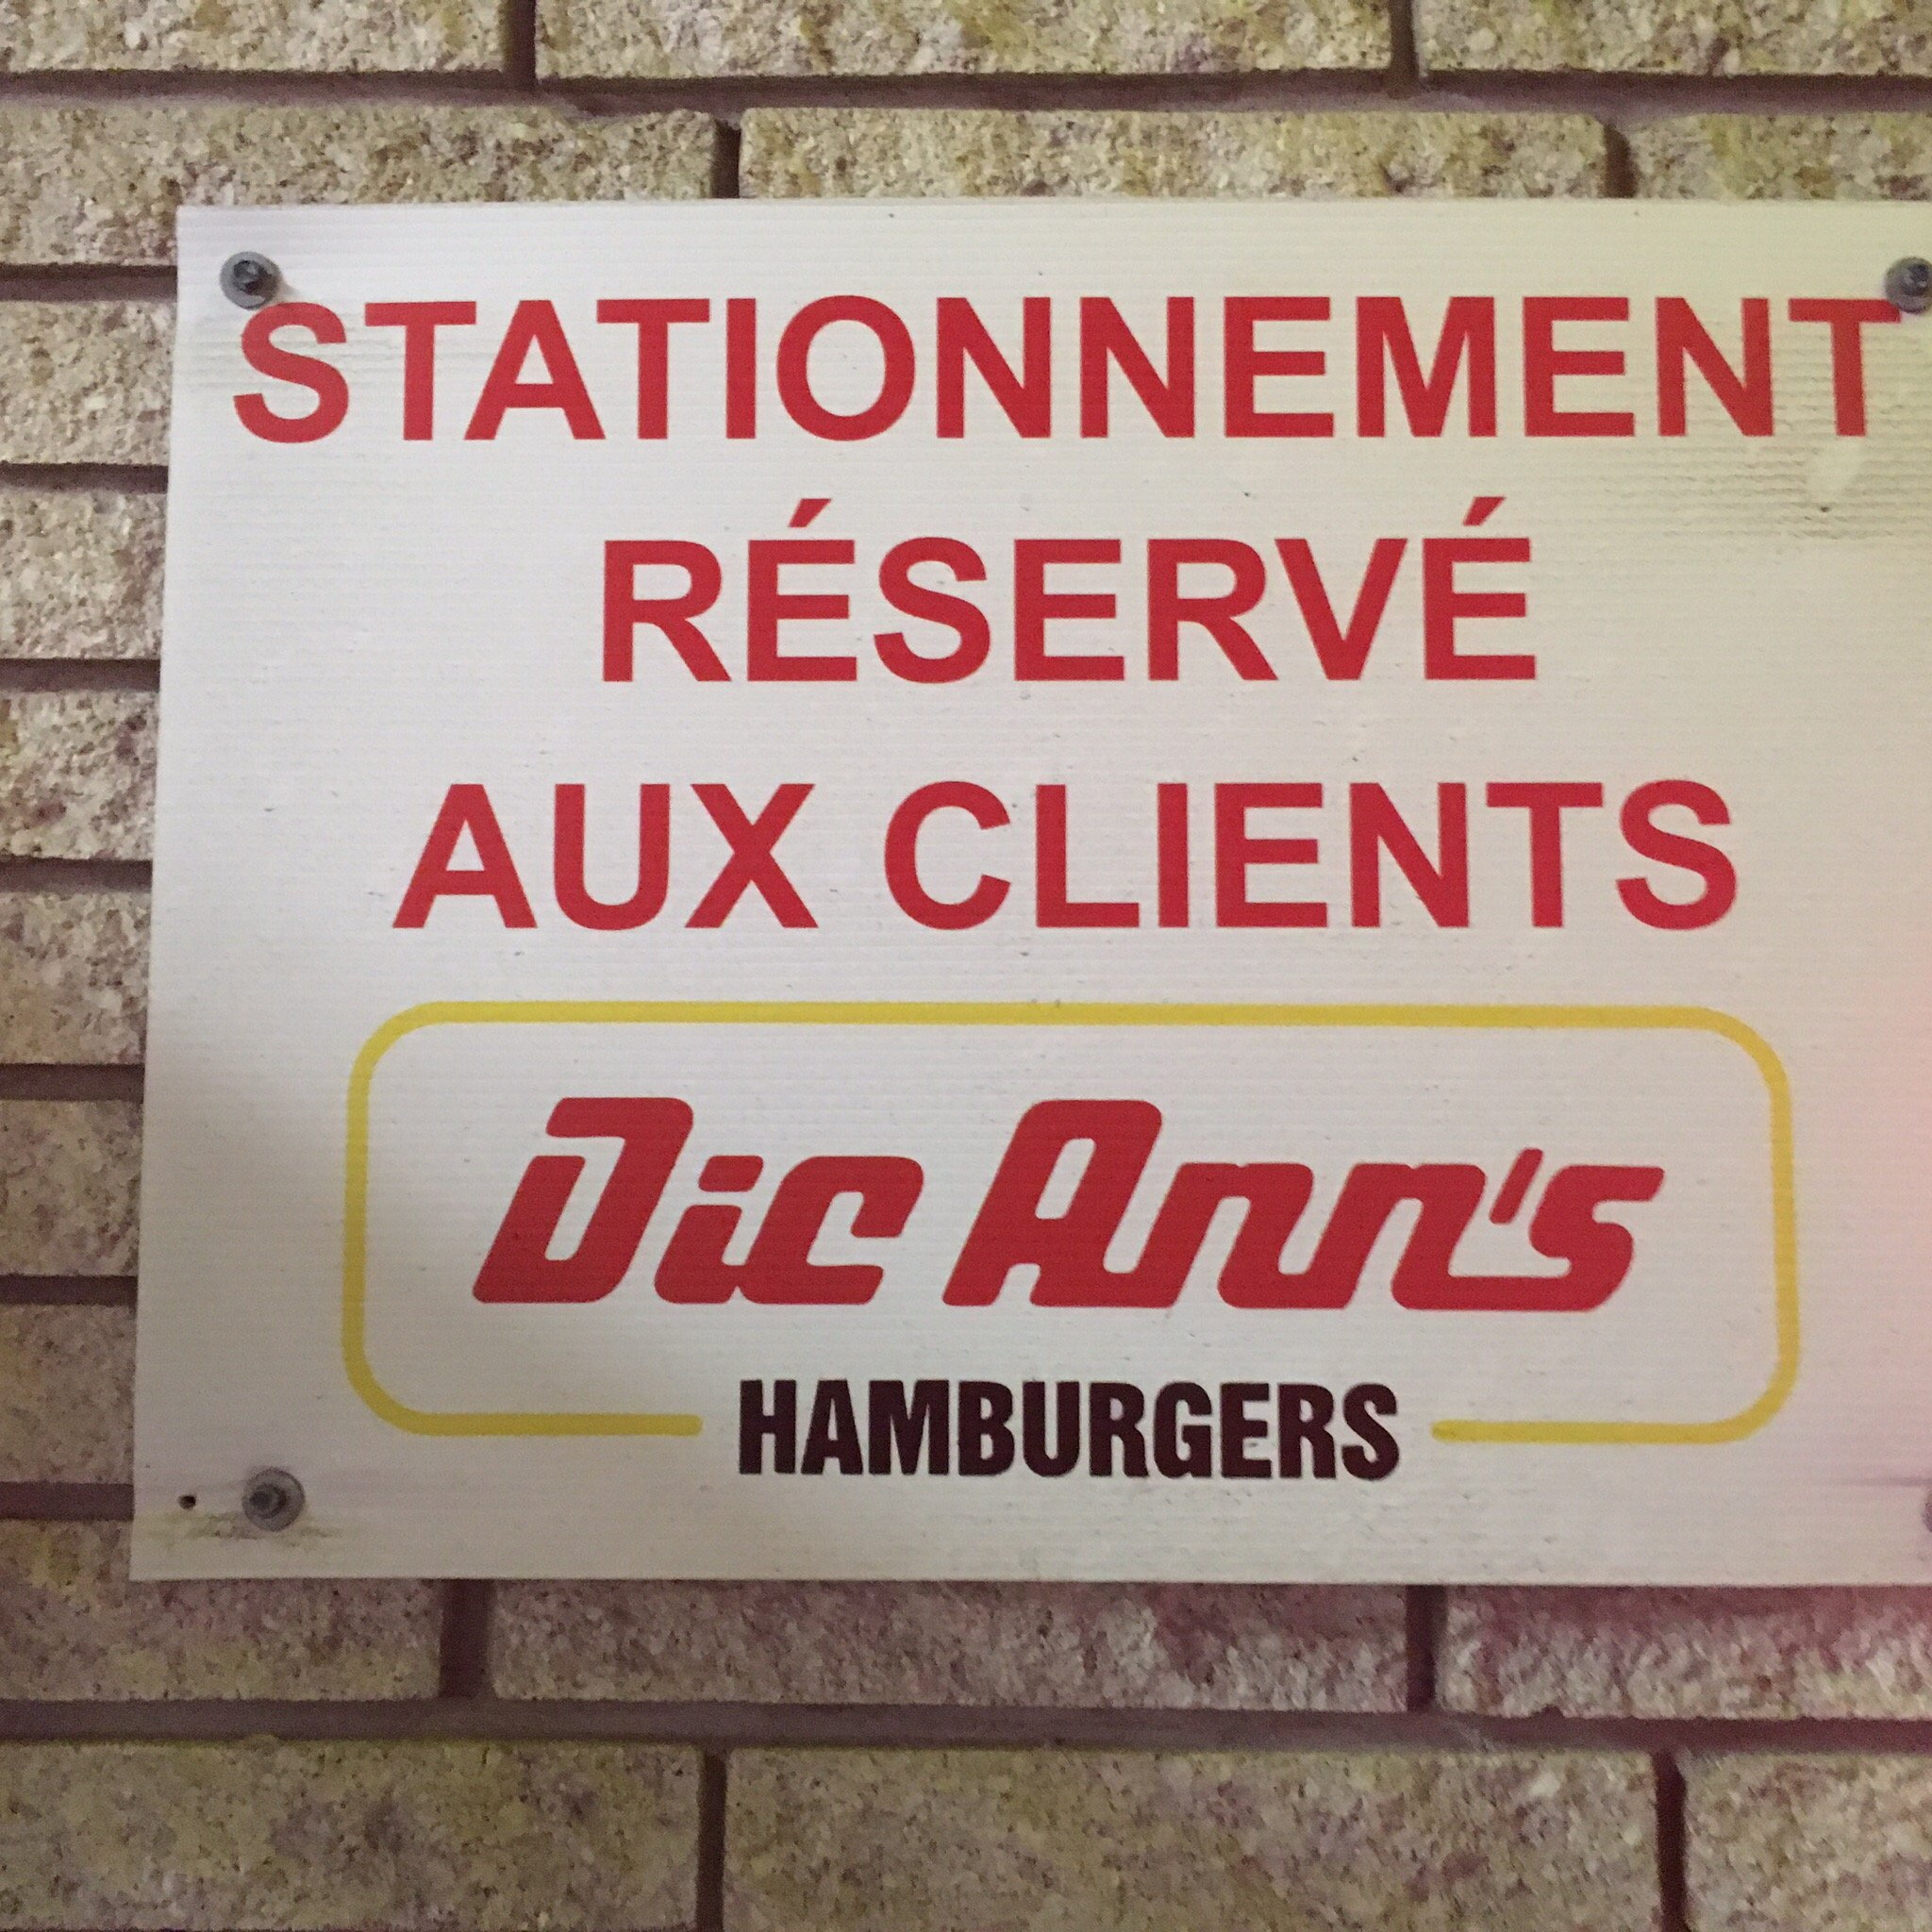 STATIONNEMENT
RÉSERVÉ
AUX CLIENTS
Dic Ann's
HAMBURGERS